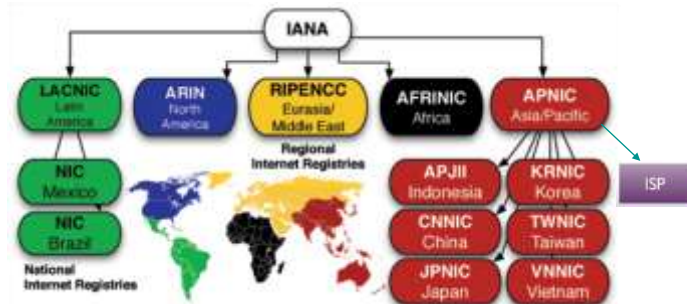 IANA
LACNIC
Latin
America
ARIN
North
America
RIPENCC
Eurasia/
Middle East
AFRINIC
Africa
APNIC
Asia/Pacific
Regional
Internet Registries
NIC
Mexico
NIC
Brazil
National
Internet Registries
APJII
Indonesia
KRNIC
Korea
CNNIC
China
TWNIC
Taiwan
JPNIC
Japan
VNNIC
Vietnam
ISP